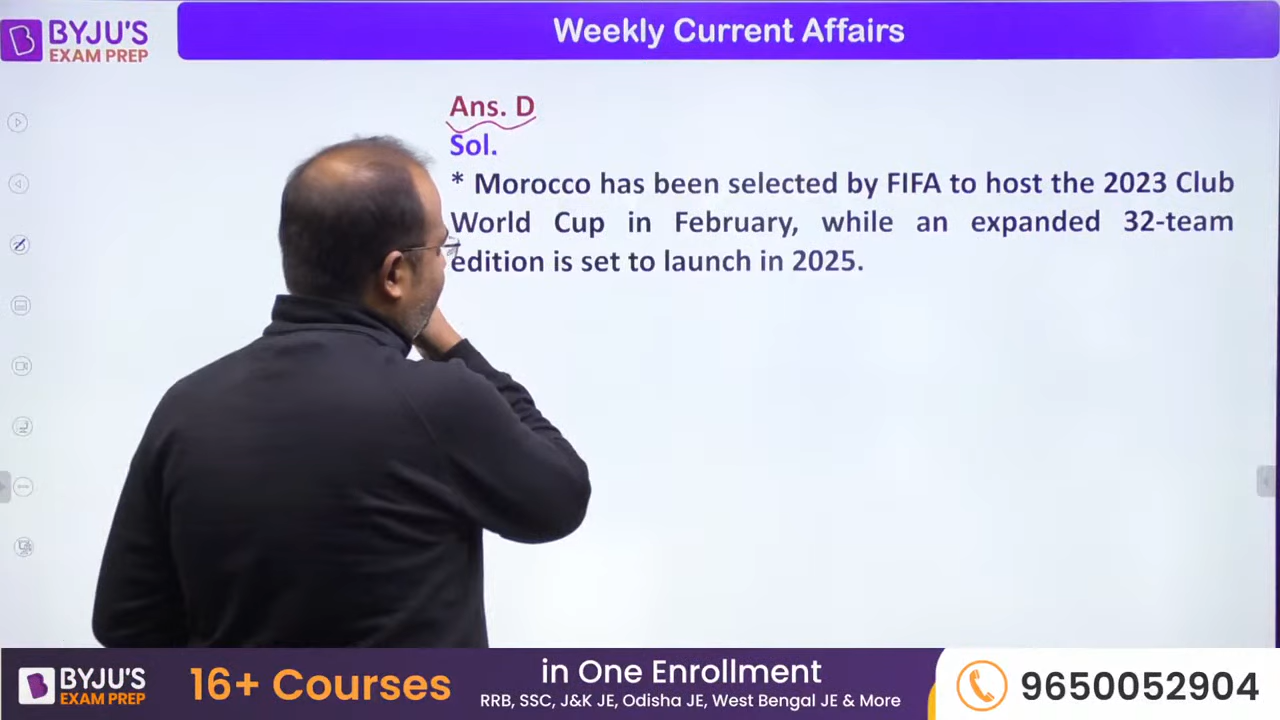 BYJU'S
EXAM PREP
Weekly Current Affairs
Ans. D
Sol.
* Morocco has been selected by FIFA to host the 2023 Club
World Cup in February, while an expanded 32-team
edition is set to launch in 2025.
BYJU'S
EXAM PREP
16+ Courses
in One Enrollment
RRB, SSC, J&K JE, Odisha JE, West Bengal JE & More
9650052904